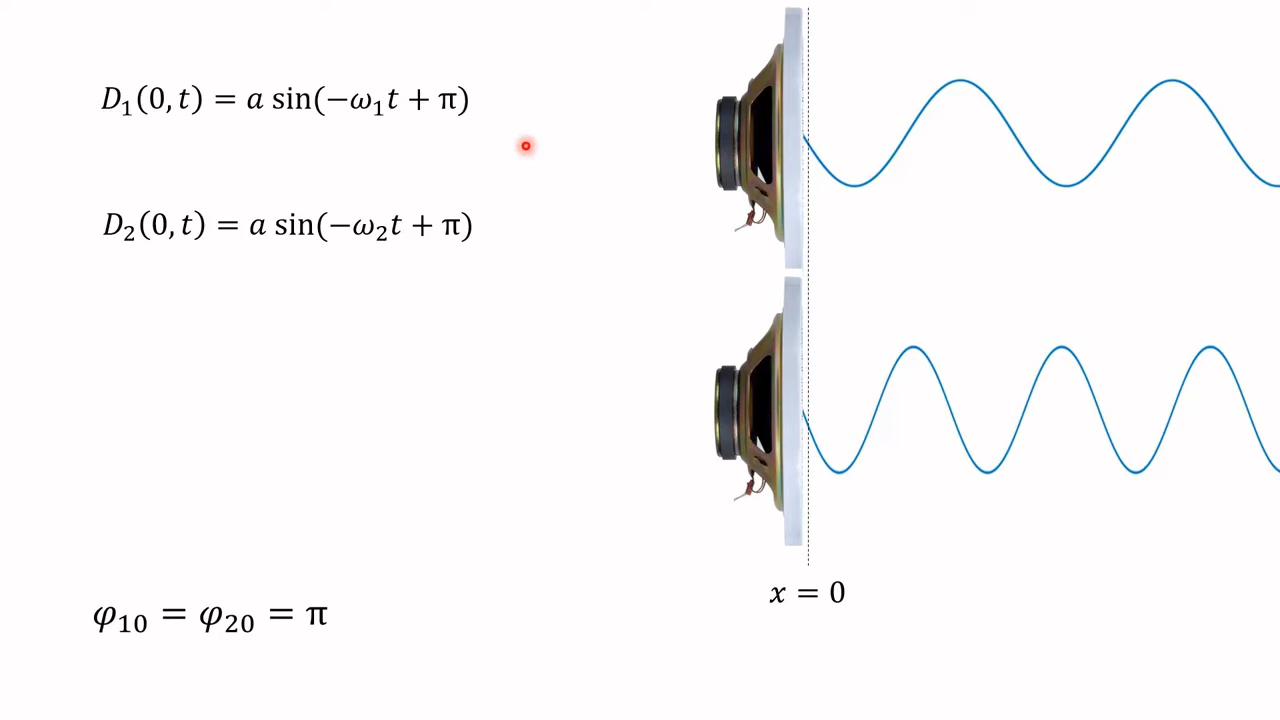 D₁(0, t) = a sin(−ω₁t + π)
D₂(0, t) = a sin(−ω₂t + π)
x = 0
φ₁₀ = φ₂₀ = π